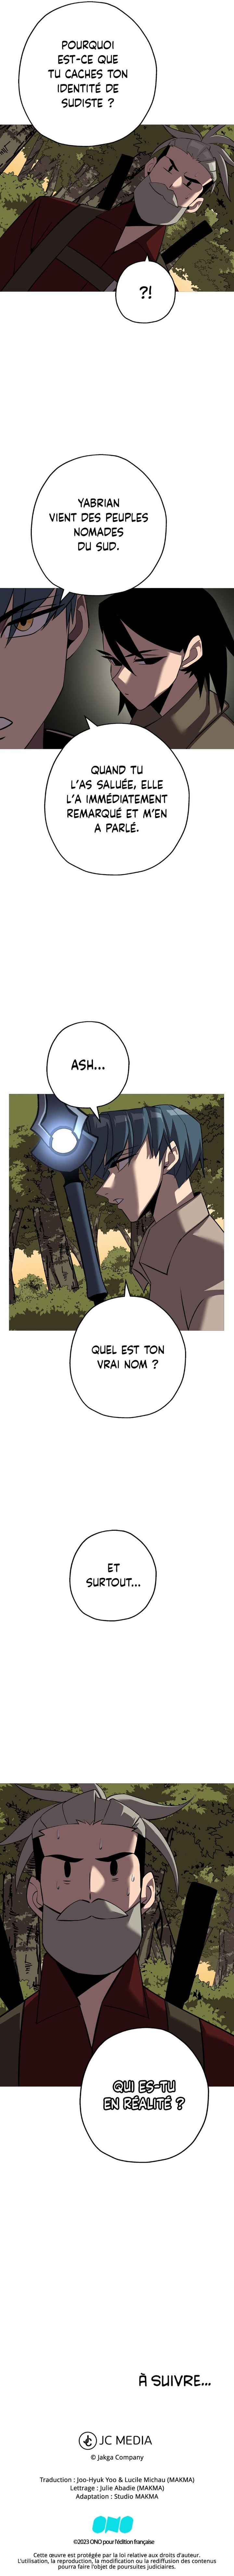 POURQUOI
EST-CE QUE
TU CACHES TON
IDENTITÉ DE
SUDISTE ?
?!
YABRIAN
VIENT DES PEUPLES
NOMADES
DU SUD.
QUAND TU
L'AS SALUÉE, ELLE
L'A IMMÉDIATEMENT
REMARQUÉ ET M'EN
A PARLÉ.
ASH...
QUEL EST TON
VRAI NOM ?
ET
SURTOUT...
QUI ES-TU
EN RÉALITÉ ?
À SUIVRE...
JC MEDIA
© Jakga Company
Traduction : Joo-Hyuk Yoo & Lucile Michau (MAKMA)
Lettrage : Julie Abadie (MAKMA)
Adaptation : Studio MAKMA
ONO
©2023 ONO pour l'édition française
Cette œuvre est protégée par la loi relative aux droits d'auteur.
L'utilisation, la reproduction, la modification ou la rediffusion des contenus
pourra faire l'objet de poursuites judiciaires.